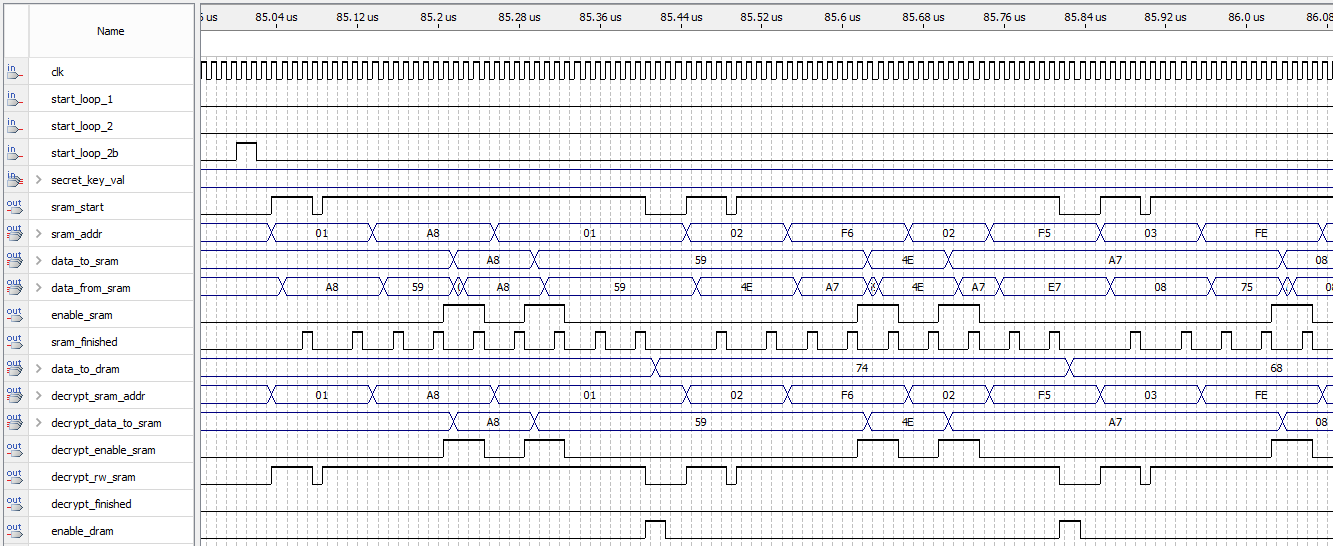 5 us 85.04 us 85.12 us 85.2 us 85.28 us 85.36 us 85.44 us 85.52 us 85.6 us 85.68 us 85.76 us 85.84 us 85.92 us 86.0 us 86.08
Name
in clk
in start_loop_1
in start_loop_2
in start_loop_2b
in secret_key_val
out sram_start
out sram_addr 01 A8 01 02 F6 02 F5 03 FE
out data_to_sram A8 59 4E A7 08
out data_from_sram A8 59 A8 59 4E A7 4E A7 E7 08 75 08
out enable_sram
out sram_finished
out data_to_dram 74 68
out decrypt_sram_addr 01 A8 01 02 F6 02 F5 03 FE
out decrypt_data_to_sram A8 59 4E A7 08
out decrypt_enable_sram
out decrypt_rw_sram
out decrypt_finished
out enable_dram